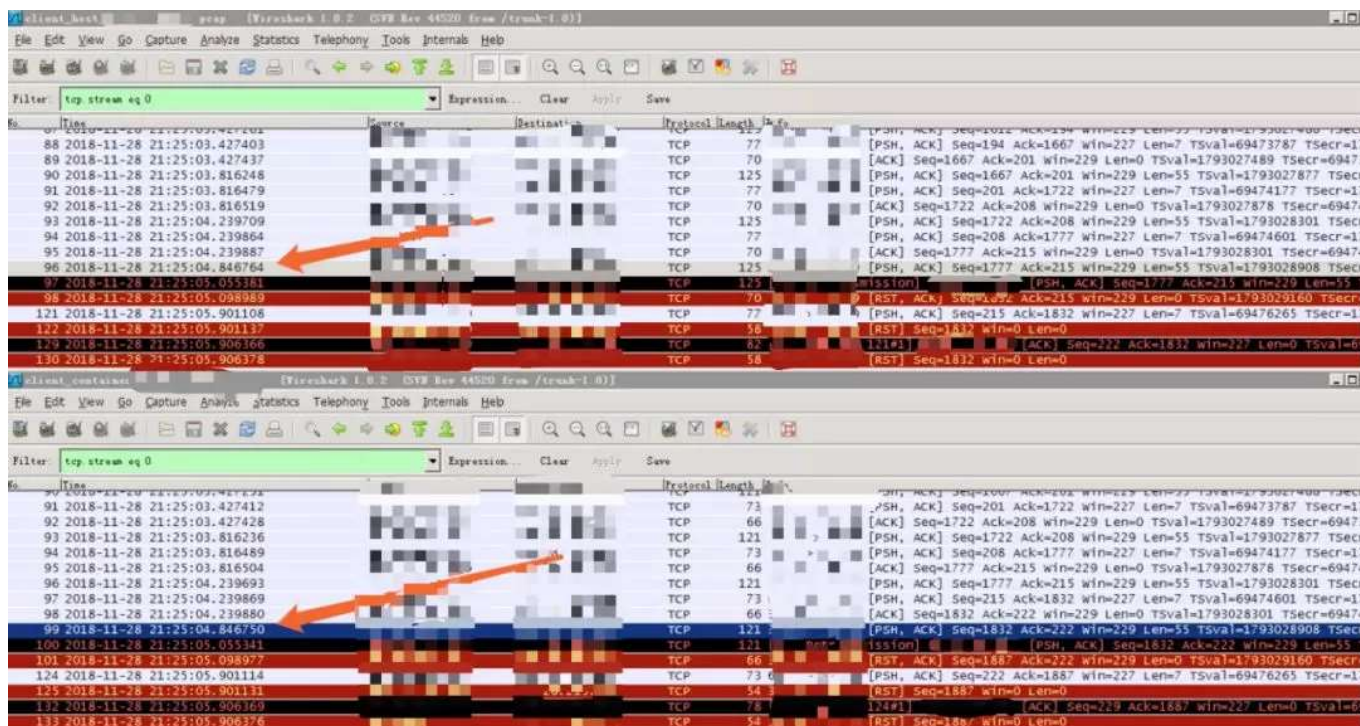 client_host pcap [Wireshark 1.8.2 (SVN Rev 44520 from /trunk-1.8)]
File Edit View Go Capture Analyze Statistics Telephony Tools Internals Help
Filter: tcp.stream eq 0 Expression... Clear Apply Save
No. Time Source Destination Protocol Length Info
88 2018-11-28 21:25:03.427403 TCP 77 [PSH, ACK] Seq=194 Ack=1667 Win=227 Len=7 TSval=69473787 TSecr=1
89 2018-11-28 21:25:03.427437 TCP 70 [ACK] Seq=1667 Ack=201 Win=229 Len=0 TSval=1793027489 TSecr=6947
90 2018-11-28 21:25:03.816248 TCP 125 [PSH, ACK] Seq=1667 Ack=201 Win=229 Len=55 TSval=1793027877 TSec
91 2018-11-28 21:25:03.816479 TCP 77 [PSH, ACK] Seq=201 Ack=1722 Win=227 Len=7 TSval=69474177 TSecr=1
92 2018-11-28 21:25:03.816519 TCP 70 [ACK] Seq=1722 Ack=208 Win=229 Len=0 TSval=1793027878 TSecr=6947
93 2018-11-28 21:25:04.239709 TCP 125 [PSH, ACK] Seq=1722 Ack=208 Win=229 Len=55 TSval=1793028301 TSec
94 2018-11-28 21:25:04.239864 TCP 77 [PSH, ACK] Seq=208 Ack=1777 Win=227 Len=7 TSval=69474601 TSecr=1
95 2018-11-28 21:25:04.239887 TCP 70 [ACK] Seq=1777 Ack=215 Win=229 Len=0 TSval=1793028301 TSecr=6947
96 2018-11-28 21:25:04.846764 TCP 125 [PSH, ACK] Seq=1777 Ack=215 Win=229 Len=55 TSval=1793028908 TSec
97 2018-11-28 21:25:05.055381 TCP 125 mission] [PSH, ACK] Seq=1777 Ack=215 Win=229 Len=55
98 2018-11-28 21:25:05.098989 TCP 70 [RST, ACK] Seq=1832 Ack=215 Win=229 Len=0 TSval=1793029160 TSecr
121 2018-11-28 21:25:05.901108 TCP 77 [PSH, ACK] Seq=215 Ack=1832 Win=227 Len=7 TSval=69476265 TSecr=1
122 2018-11-28 21:25:05.901137 TCP 56 [RST] Seq=1832 Win=0 Len=0
129 2018-11-28 21:25:05.906366 TCP 82 121#1] [ACK] Seq=222 Ack=1832 Win=227 Len=0 TSval=69
130 2018-11-28 21:25:05.906378 TCP 58 [RST] Seq=1832 Win=0 Len=0
client_container [Wireshark 1.8.2 (SVN Rev 44520 from /trunk-1.8)]
File Edit View Go Capture Analyze Statistics Telephony Tools Internals Help
Filter: tcp.stream eq 0 Expression... Clear Apply Save
No. Time Protocol Length
91 2018-11-28 21:25:03.427412 TCP 73 PSH, ACK] Seq=201 Ack=1722 Win=227 Len=7 TSval=69473787 TSecr=1
92 2018-11-28 21:25:03.427428 TCP 66 [ACK] Seq=1722 Ack=208 Win=229 Len=0 TSval=1793027489 TSecr=6947
93 2018-11-28 21:25:03.816236 TCP 121 [PSH, ACK] Seq=1722 Ack=208 Win=229 Len=55 TSval=1793027877 TSec
94 2018-11-28 21:25:03.816489 TCP 73 [PSH, ACK] Seq=208 Ack=1777 Win=227 Len=7 TSval=69474177 TSecr=1
95 2018-11-28 21:25:03.816504 TCP 66 [ACK] Seq=1777 Ack=215 Win=229 Len=0 TSval=1793027878 TSecr=6947
96 2018-11-28 21:25:04.239693 TCP 121 [PSH, ACK] Seq=1777 Ack=215 Win=229 Len=55 TSval=1793028301 TSec
97 2018-11-28 21:25:04.239869 TCP 73 [PSH, ACK] Seq=215 Ack=1832 Win=227 Len=7 TSval=69474601 TSecr=1
98 2018-11-28 21:25:04.239880 TCP 66 [ACK] Seq=1832 Ack=222 Win=229 Len=0 TSval=1793028301 TSecr=6947
99 2018-11-28 21:25:04.846750 TCP 121 [PSH, ACK] Seq=1832 Ack=222 Win=229 Len=55 TSval=1793028908 TSec
100 2018-11-28 21:25:05.055341 TCP 121 ission] [PSH, ACK] Seq=1832 Ack=222 Win=229 Len=55
101 2018-11-28 21:25:05.098977 TCP 66 [RST, ACK] Seq=1887 Ack=222 Win=229 Len=0 TSval=1793029160 TSecr
124 2018-11-28 21:25:05.901114 TCP 73 [PSH, ACK] Seq=222 Ack=1887 Win=227 Len=7 TSval=69476265 TSecr=1
125 2018-11-28 21:25:05.901131 TCP 54 [RST] Seq=1887 Win=0 Len=0
132 2018-11-28 21:25:05.906369 TCP 78 124#1] [ACK] Seq=229 Ack=1887 Win=227 Len=0 TSval=69
133 2018-11-28 21:25:05.906376 TCP 54 [RST] Seq=1887 Win=0 Len=0